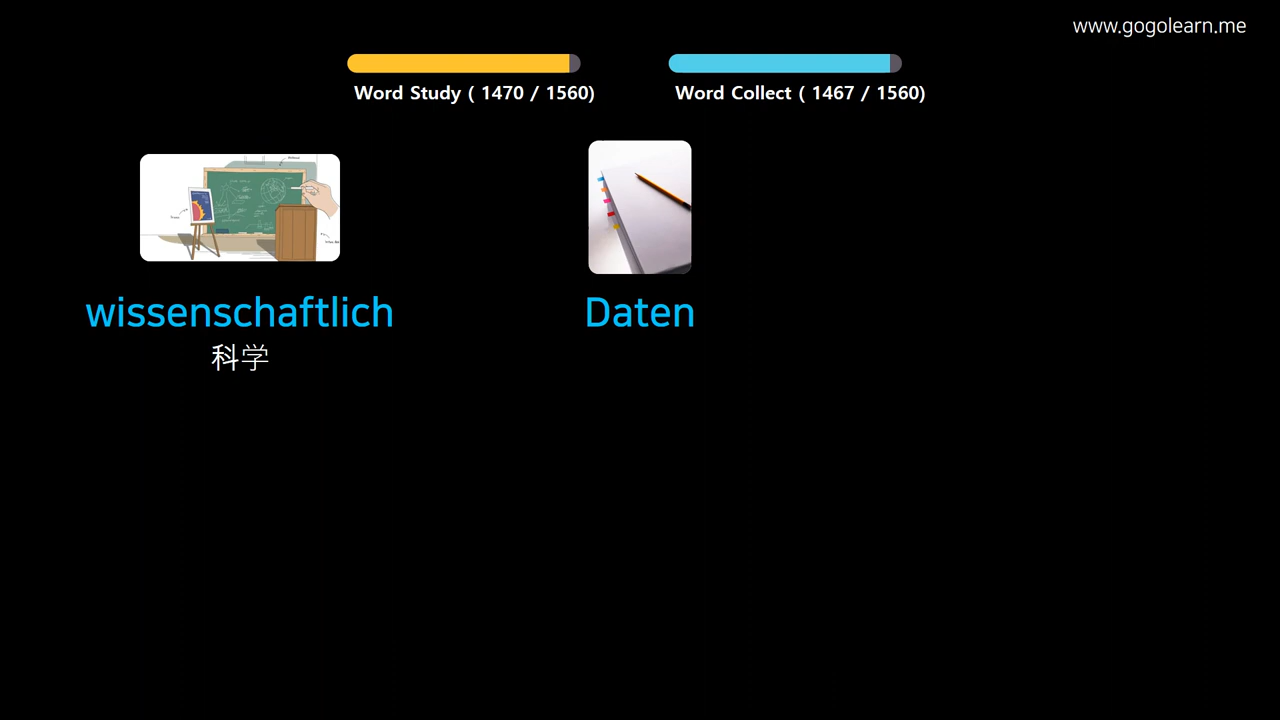 www.gogolearn.me
Word Study ( 1470 / 1560)
Word Collect ( 1467 / 1560)
wissenschaftlich
科学
Daten